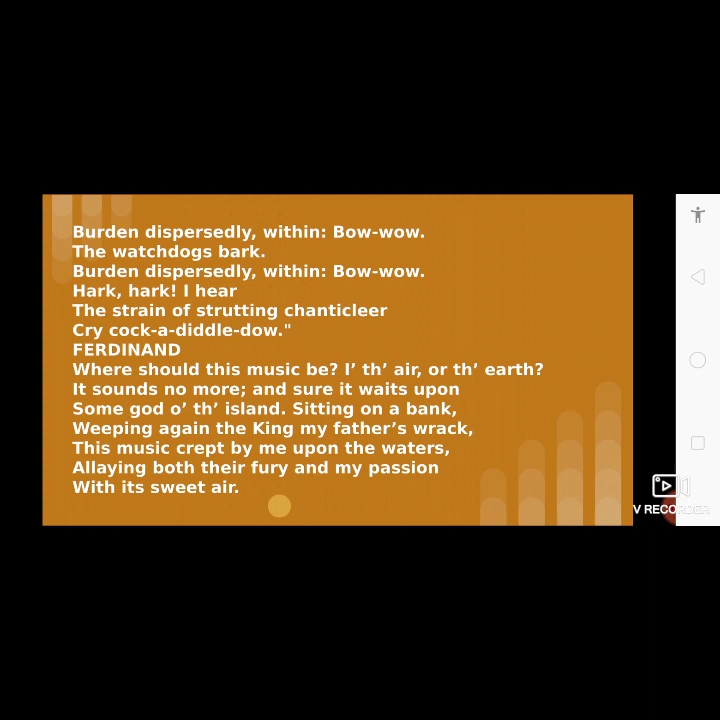 Burden dispersedly, within: Bow-wow.
The watchdogs bark.
Burden dispersedly, within: Bow-wow.
Hark, hark! I hear
The strain of strutting chanticleer
Cry cock-a-diddle-dow."
FERDINAND
Where should this music be? I’ th’ air, or th’ earth?
It sounds no more; and sure it waits upon
Some god o’ th’ island. Sitting on a bank,
Weeping again the King my father’s wrack,
This music crept by me upon the waters,
Allaying both their fury and my passion
With its sweet air.
V RECORDER